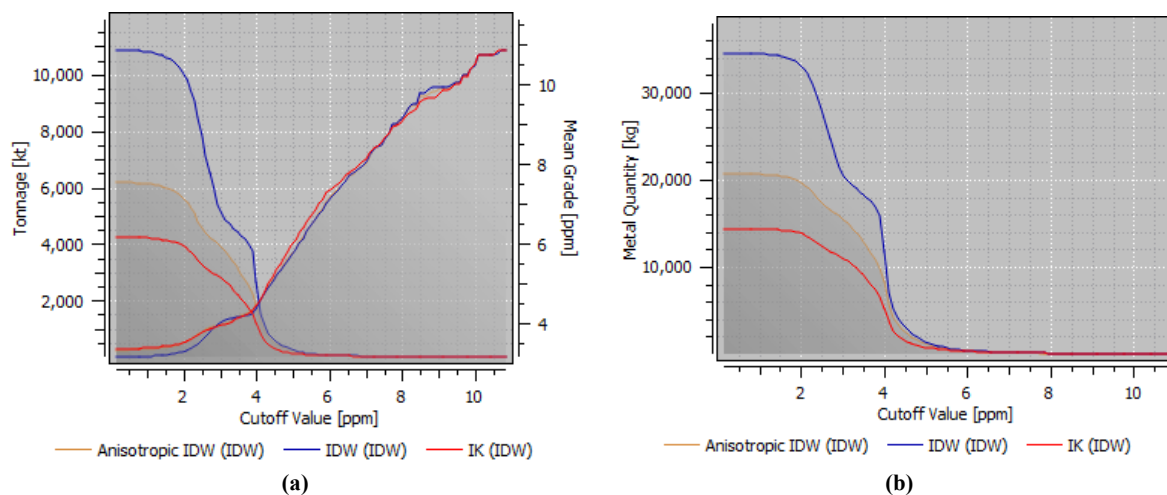 Tonnage [kt]
10,000
8,000
6,000
4,000
2,000
2 4 6 8 10
Cutoff Value [ppm]
10
8
6
4
Mean Grade [ppm]
Anisotropic IDW (IDW) IDW (IDW) IK (IDW)
(a)
Metal Quantity [kg]
30,000
20,000
10,000
2 4 6 8 10
Cutoff Value [ppm]
Anisotropic IDW (IDW) IDW (IDW) IK (IDW)
(b)